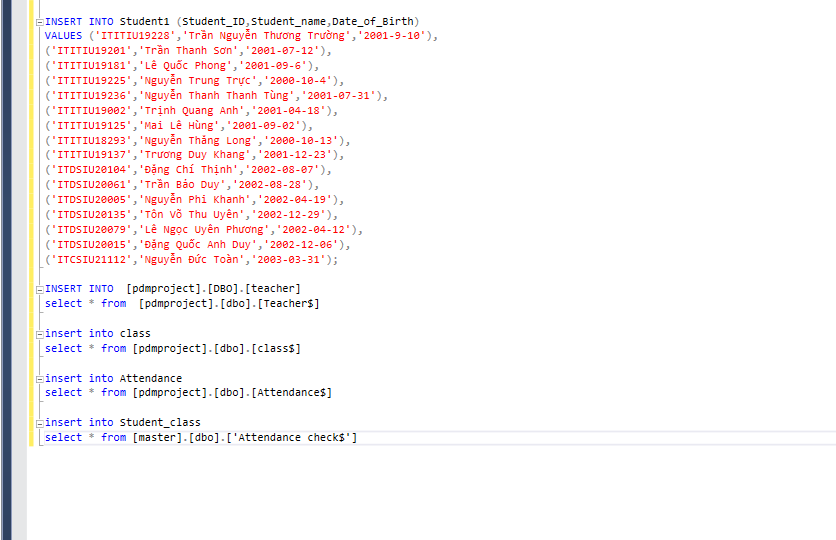 INSERT INTO Student1 (Student_ID,Student_name,Date_of_Birth)
VALUES ('ITITIU19228','Trần Nguyễn Thương Trường','2001-9-10'),
('ITITIU19201','Trần Thanh Sơn','2001-07-12'),
('ITITIU19181','Lê Quốc Phong','2001-09-6'),
('ITITIU19225','Nguyễn Trung Trực','2000-10-4'),
('ITITIU19236','Nguyễn Thanh Thanh Tùng','2001-07-31'),
('ITITIU19002','Trịnh Quang Anh','2001-04-18'),
('ITITIU19125','Mai Lê Hùng','2001-09-02'),
('ITITIU18293','Nguyễn Thăng Long','2000-10-13'),
('ITITIU19137','Trương Duy Khang','2001-12-23'),
('ITDSIU20104','Đặng Chí Thịnh','2002-08-07'),
('ITDSIU20061','Trần Bảo Duy','2002-08-28'),
('ITDSIU20005','Nguyễn Phi Khanh','2002-04-19'),
('ITDSIU20135','Tôn Võ Thu Uyên','2002-12-29'),
('ITDSIU20079','Lê Ngọc Uyên Phương','2002-04-12'),
('ITDSIU20015','Đặng Quốc Anh Duy','2002-12-06'),
('ITCSIU21112','Nguyễn Đức Toàn','2003-03-31');
INSERT INTO  [pdmproject].[DBO].[teacher]
select * from  [pdmproject].[dbo].[Teacher$]
insert into class
select * from [pdmproject].[dbo].[class$]
insert into Attendance
select * from [pdmproject].[dbo].[Attendance$]
insert into Student_class
select * from [master].[dbo].['Attendance check$']